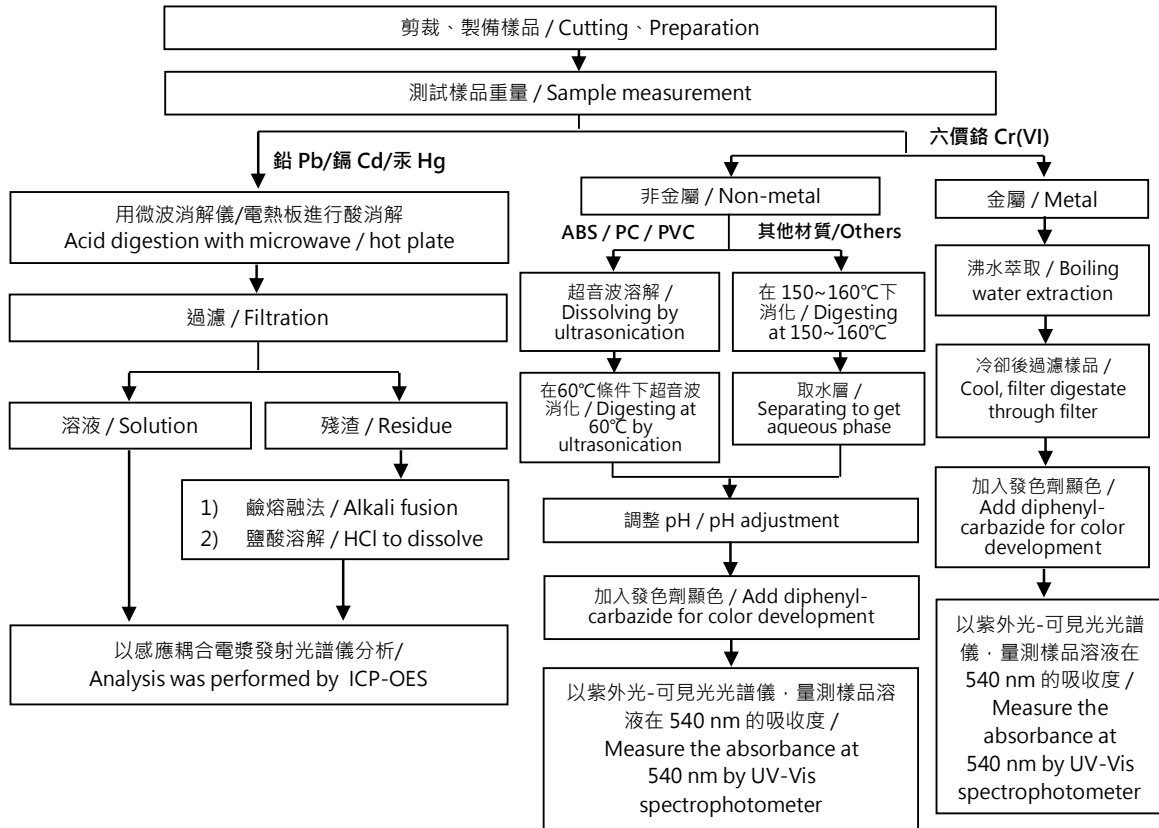 剪裁、製備樣品 / Cutting、Preparation
測試樣品重量 / Sample measurement
鉛 Pb/鎘 Cd/汞 Hg
六價鉻 Cr(VI)
用微波消解儀/電熱板進行酸消解
Acid digestion with microwave / hot plate
過濾 / Filtration
溶液 / Solution
殘渣 / Residue
1) 鹼熔融法 / Alkali fusion
2) 鹽酸溶解 / HCl to dissolve
以感應耦合電漿發射光譜儀分析/
Analysis was performed by ICP-OES
非金屬 / Non-metal
ABS / PC / PVC
其他材質/Others
超音波溶解 /
Dissolving by
ultrasonication
在60℃條件下超音波
消化 / Digesting at
60℃ by
ultrasonication
在 150~160℃下
消化 / Digesting
at 150~160℃
取水層 /
Separating to get
aqueous phase
調整 pH / pH adjustment
加入發色劑顯色 / Add diphenyl-
carbazide for color development
以紫外光-可見光光譜儀，量測樣品溶
液在 540 nm 的吸收度 /
Measure the absorbance at
540 nm by UV-Vis
spectrophotometer
金屬 / Metal
沸水萃取 / Boiling
water extraction
冷卻後過濾樣品 /
Cool, filter digestate
through filter
加入發色劑顯色 /
Add diphenyl-
carbazide for color
development
以紫外光-可見光光譜
儀，量測樣品溶液在
540 nm 的吸收度 /
Measure the
absorbance at
540 nm by UV-Vis
spectrophotometer